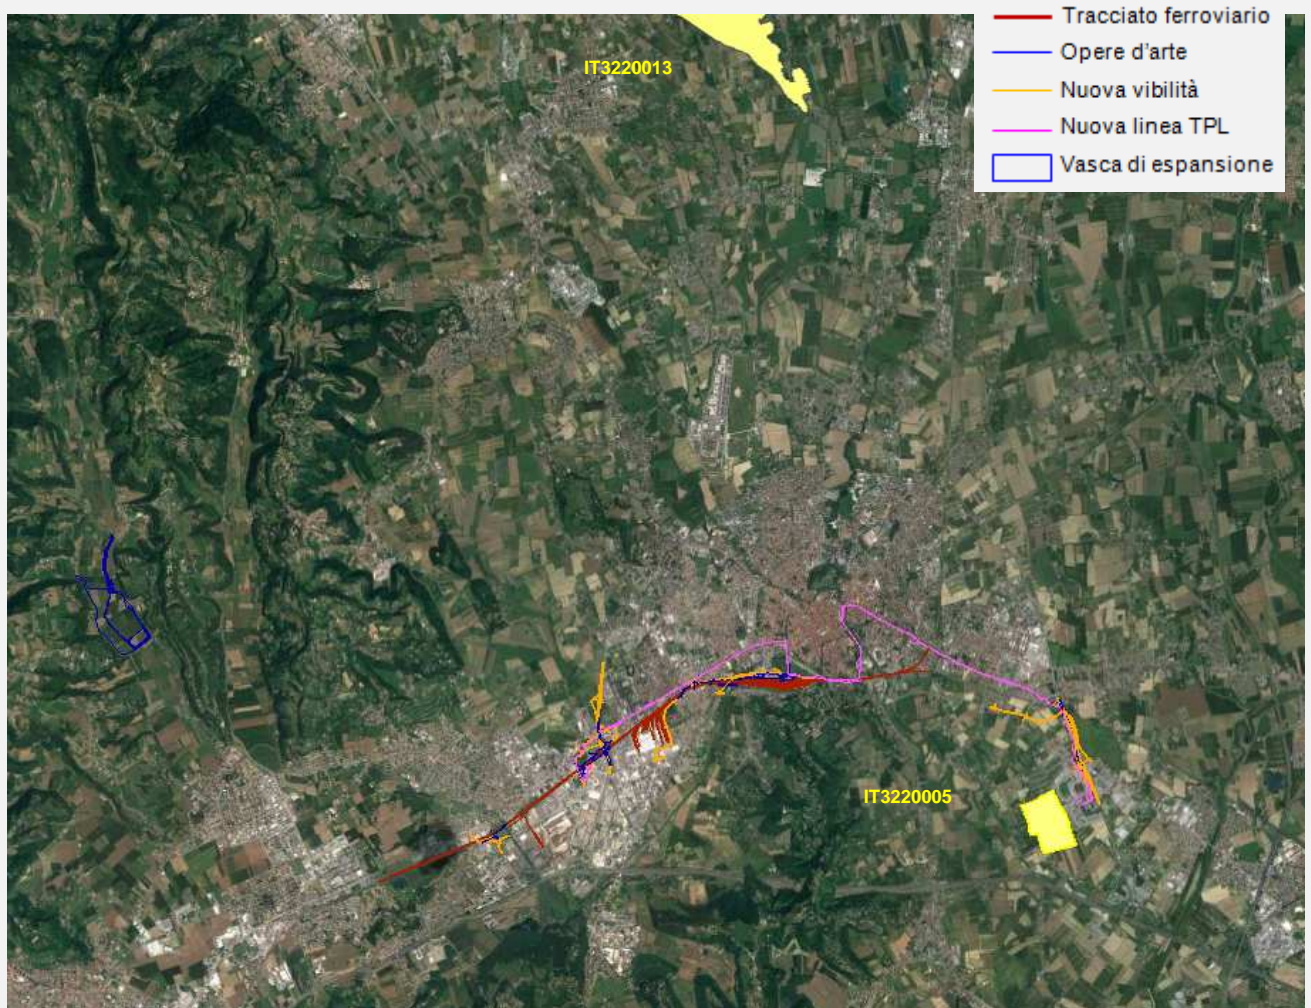 Tracciato ferroviario
Opere d'arte
Nuova vibilità
Nuova linea TPL
Vasca di espansione
IT3220013
IT3220005